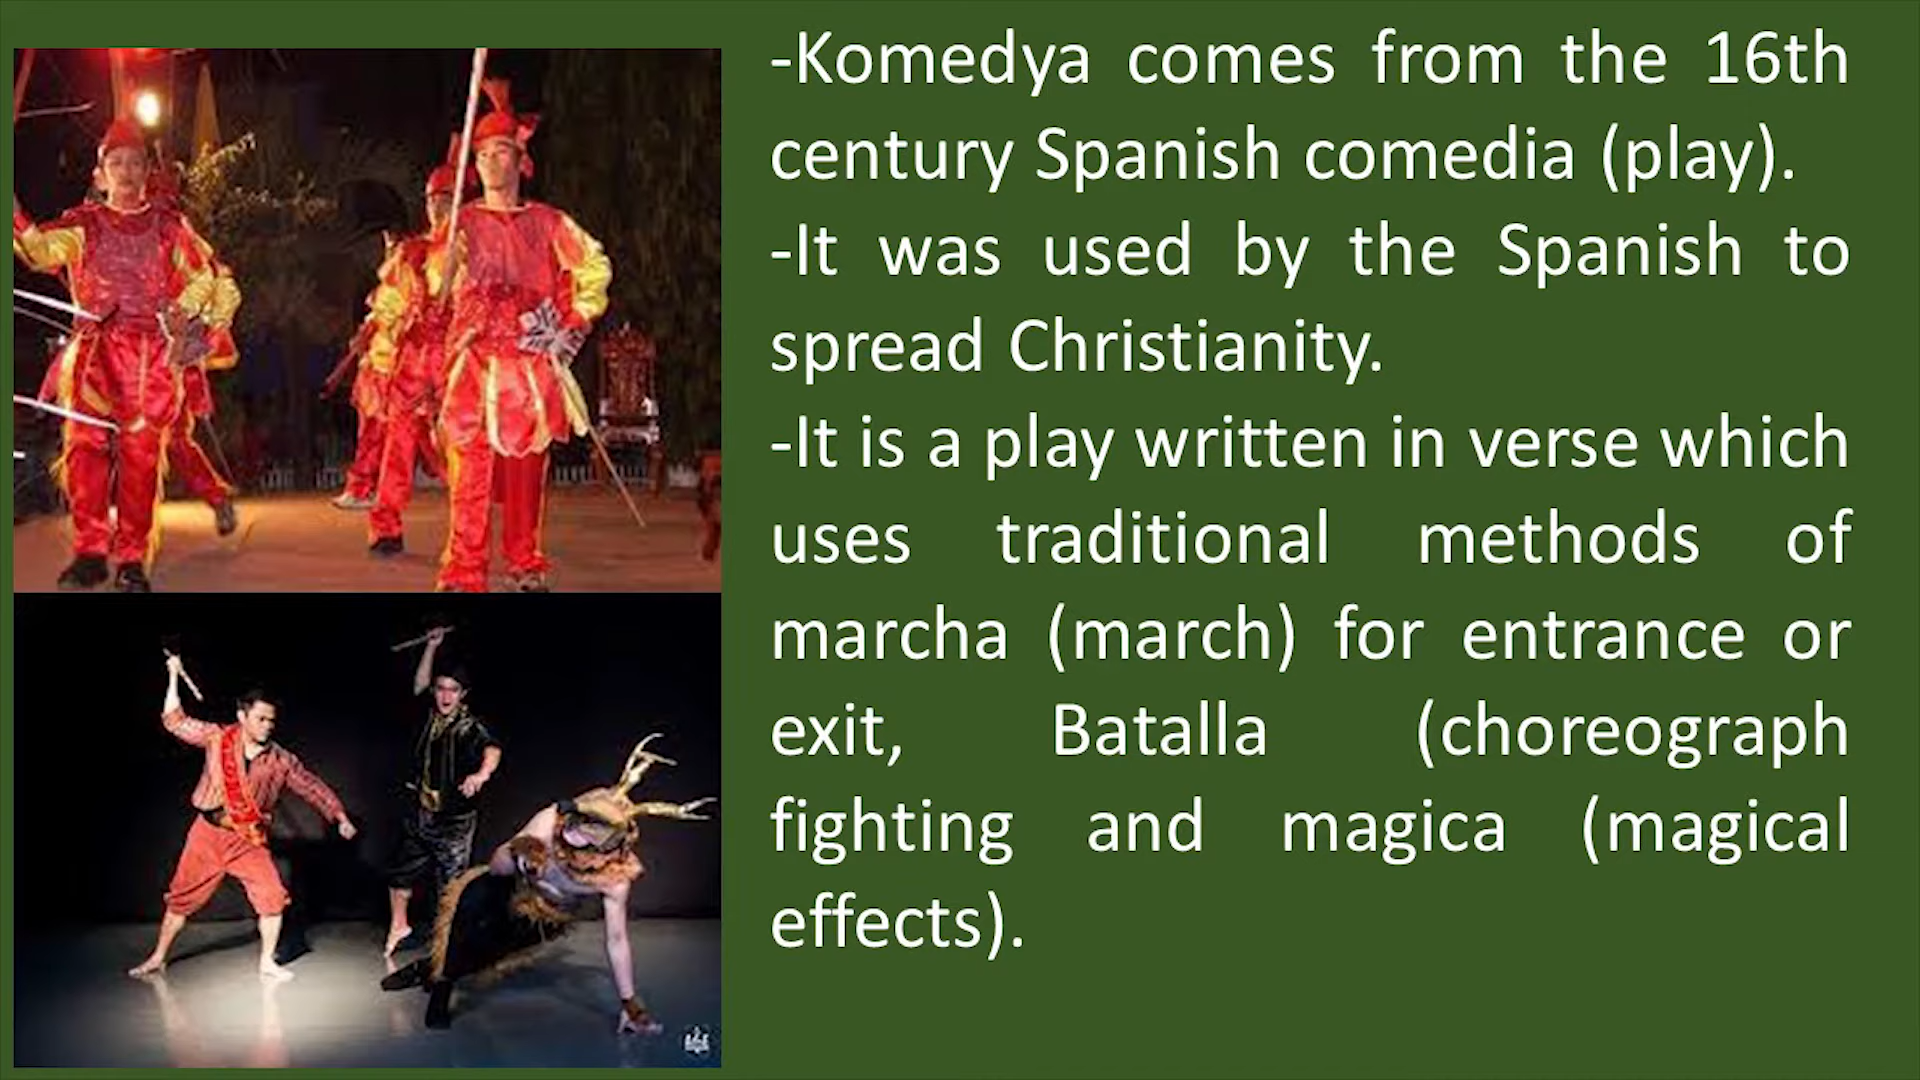 -Komedya comes from the 16th
century Spanish comedia (play).
-It was used by the Spanish to
spread Christianity.
-It is a play written in verse which
uses traditional methods of
marcha (march) for entrance or
exit, Batalla (choreograph
fighting and magica (magical
effects).